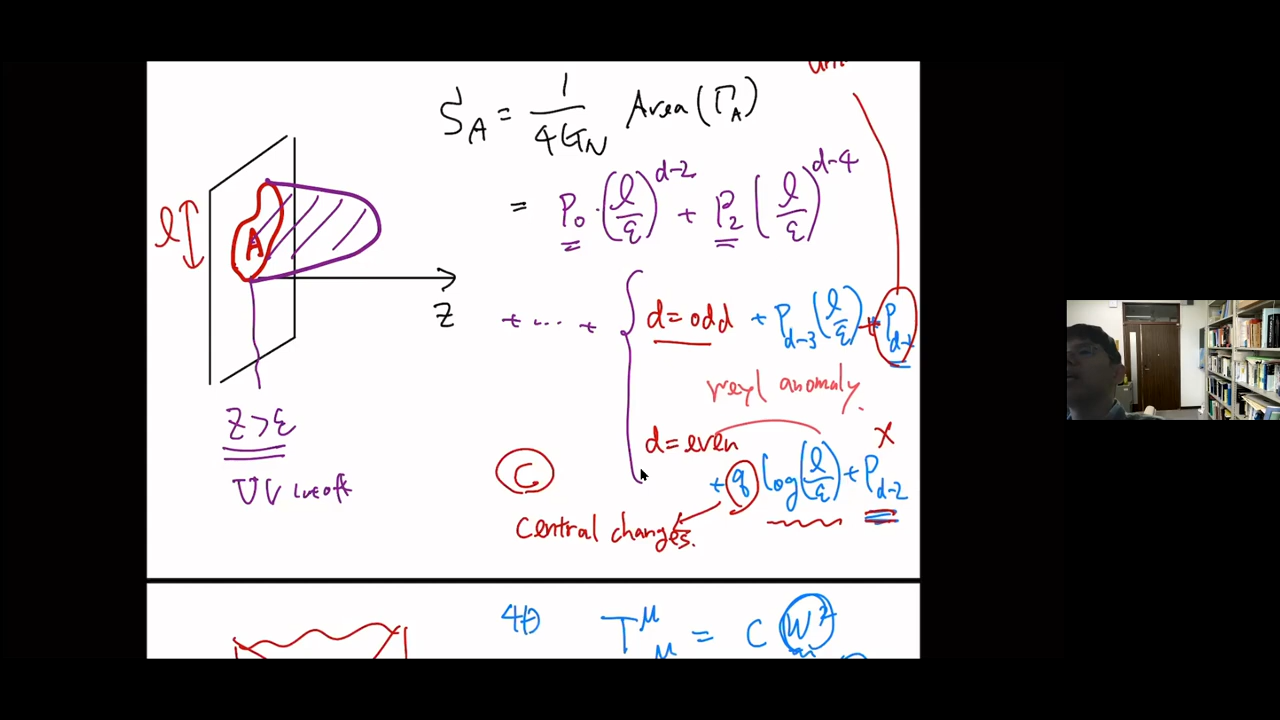 S_A = 1/4G_N Area(Γ_A)
= P_0 · (l/ε)^{d-2} + P_2 (l/ε)^{d-4}
+ ... + { d=odd + P_{d-3} (l/ε) + P_{d-2}
weyl anomaly.
d=even
+ q log(l/ε) + P_{d-2}
X
C
central charges.
l
A
Z
Z>ε
UV cutoff
4D T^μ_μ = C W^2